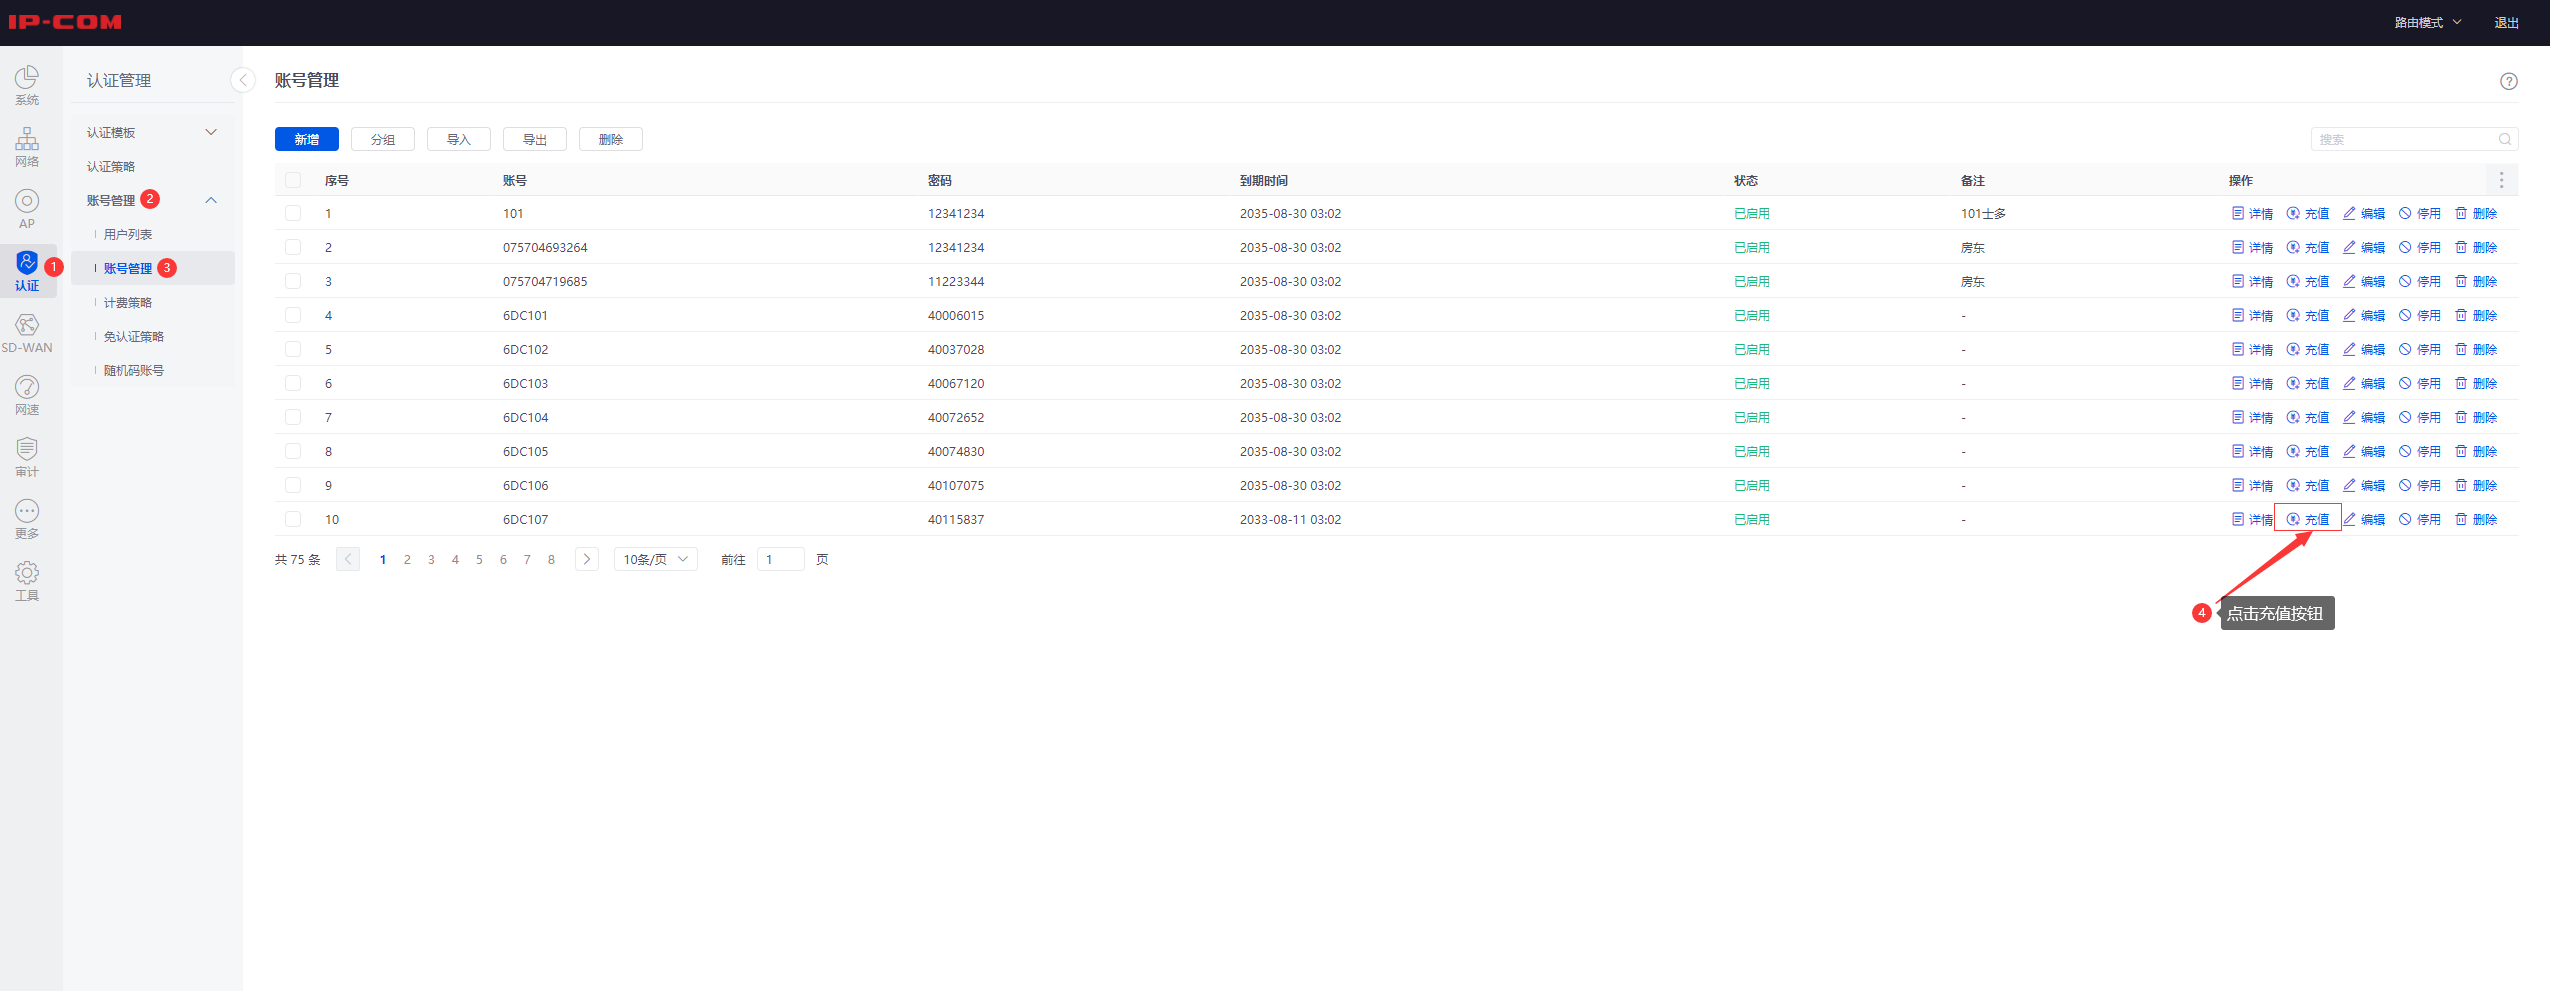 IP-COM
路由模式
退出
系统
网络
AP
认证
1
SD-WAN
网速
审计
更多
工具
认证管理
认证模板
认证策略
账号管理 2
用户列表
账号管理 3
计费策略
免认证策略
随机码账号
账号管理
新增 分组 导入 导出 删除
搜索
序号 账号 密码 到期时间 状态 备注 操作
1 101 12341234 2035-08-30 03:02 已启用 101士多 详情 充值 编辑 停用 删除
2 075704693264 12341234 2035-08-30 03:02 已启用 房东 详情 充值 编辑 停用 删除
3 075704719685 11223344 2035-08-30 03:02 已启用 房东 详情 充值 编辑 停用 删除
4 6DC101 40006015 2035-08-30 03:02 已启用 - 详情 充值 编辑 停用 删除
5 6DC102 40037028 2035-08-30 03:02 已启用 - 详情 充值 编辑 停用 删除
6 6DC103 40067120 2035-08-30 03:02 已启用 - 详情 充值 编辑 停用 删除
7 6DC104 40072652 2035-08-30 03:02 已启用 - 详情 充值 编辑 停用 删除
8 6DC105 40074830 2035-08-30 03:02 已启用 - 详情 充值 编辑 停用 删除
9 6DC106 40107075 2035-08-30 03:02 已启用 - 详情 充值 编辑 停用 删除
10 6DC107 40115837 2033-08-11 03:02 已启用 - 详情 充值 编辑 停用 删除
共 75 条 1 2 3 4 5 6 7 8 10条/页 前往 1 页
4 点击充值按钮